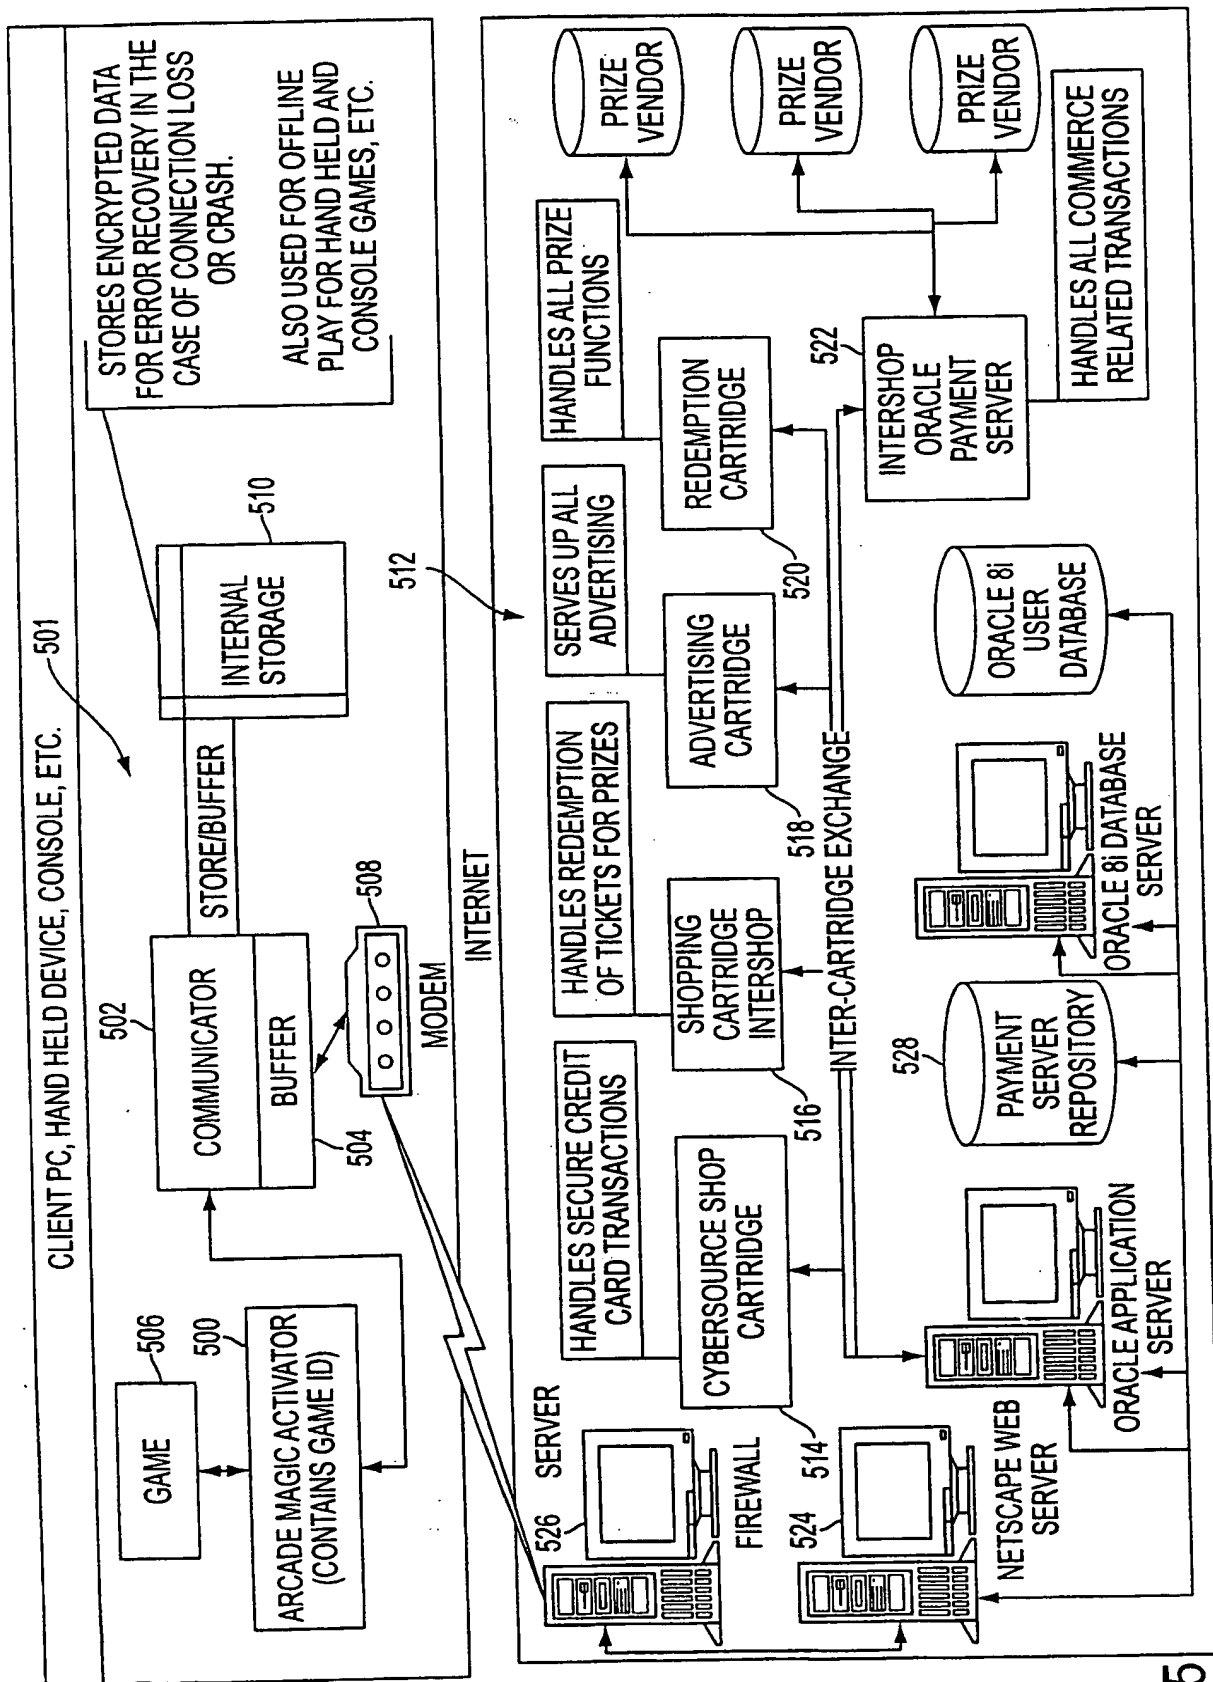 CLIENT PC, HAND HELD DEVICE, CONSOLE, ETC.
501
506
GAME
500
ARCADE MAGIC ACTIVATOR
(CONTAINS GAME ID)
502
COMMUNICATOR
BUFFER
504
STORE/BUFFER
510
INTERNAL
STORAGE
STORES ENCRYPTED DATA
FOR ERROR RECOVERY IN THE
CASE OF CONNECTION LOSS
OR CRASH.
ALSO USED FOR OFFLINE
PLAY FOR HAND HELD AND
CONSOLE GAMES, ETC.
508
MODEM
INTERNET
512
526
SERVER
FIREWALL
HANDLES SECURE CREDIT
CARD TRANSACTIONS
CYBERSOURCE SHOP
CARTRIDGE
514
HANDLES REDEMPTION
OF TICKETS FOR PRIZES
SHOPPING
CARTRIDGE
INTERSHOP
516
SERVES UP ALL
ADVERTISING
ADVERTISING
CARTRIDGE
518
HANDLES ALL PRIZE
FUNCTIONS
REDEMPTION
CARTRIDGE
520
PRIZE
VENDOR
PRIZE
VENDOR
PRIZE
VENDOR
INTER-CARTRIDGE EXCHANGE
522
INTERSHOP
ORACLE
PAYMENT
SERVER
HANDLES ALL COMMERCE
RELATED TRANSACTIONS
524
NETSCAPE WEB
SERVER
ORACLE APPLICATION
SERVER
528
PAYMENT
SERVER
REPOSITORY
ORACLE 8i DATABASE
SERVER
ORACLE 8i
USER
DATABASE
5